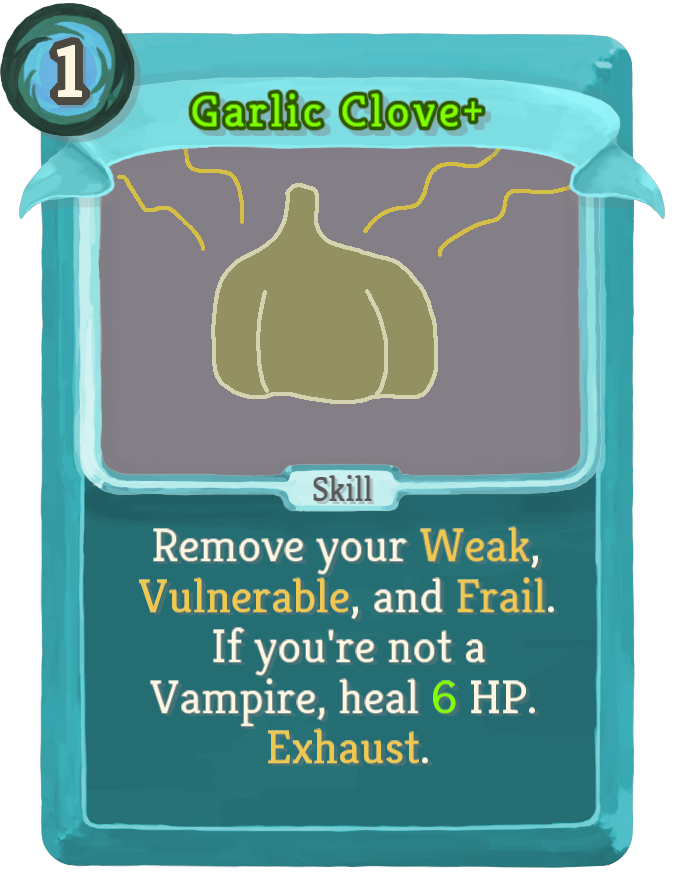 1
Garlic Clove+
Skill
Remove your Weak,
Vulnerable, and Frail.
If you're not a
Vampire, heal 6 HP.
Exhaust.